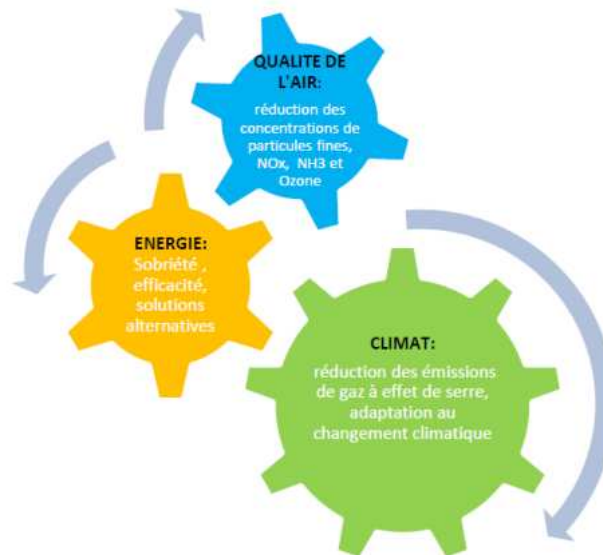 QUALITE DE
L'AIR:
réduction des
concentrations de
particules fines,
NOx, NH3 et
Ozone
ENERGIE:
Sobriété ,
efficacité,
solutions
alternatives
CLIMAT:
réduction des émissions
de gaz à effet de serre,
adaptation au
changement climatique